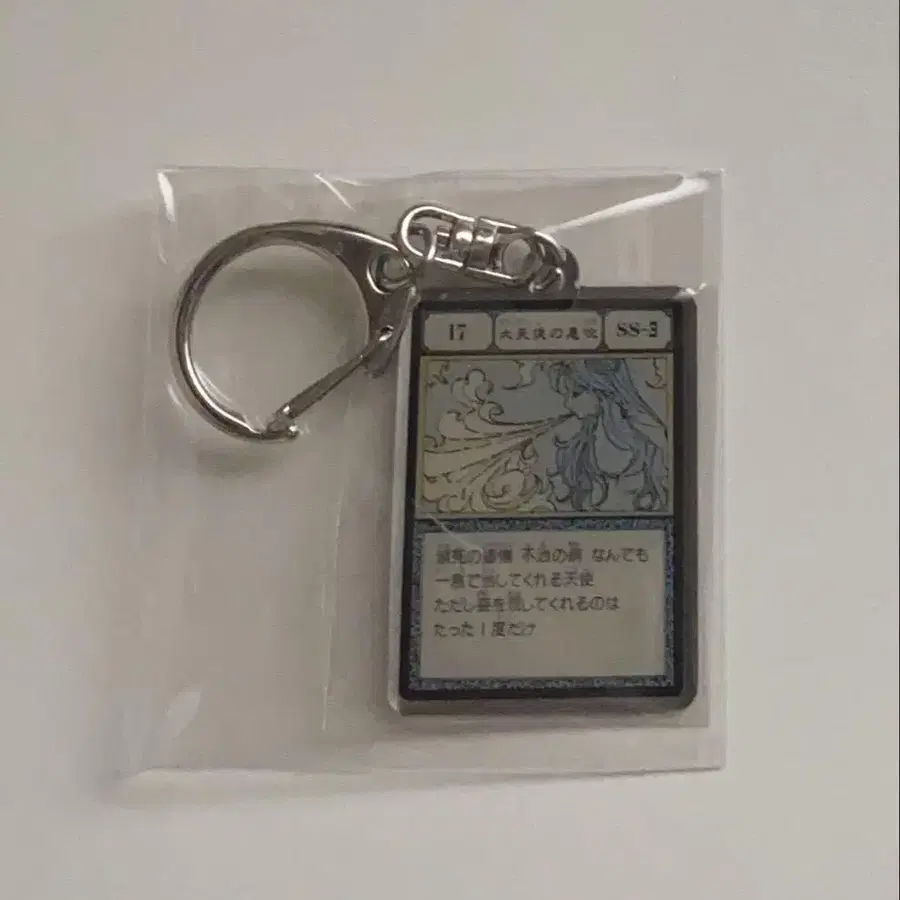 17 大天使の息吹 SS-3
瀕死の重傷 不治の病 なんでも
一息で治してくれる天使
ただし姿を現してくれるのは
たった1度だけ